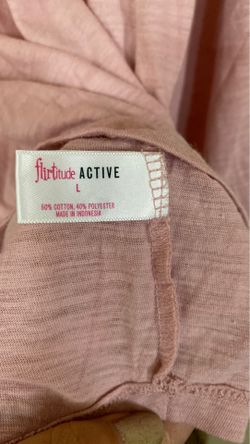 flirtitude ACTIVE
L
60% COTTON, 40% POLYESTER
MADE IN INDONESIA